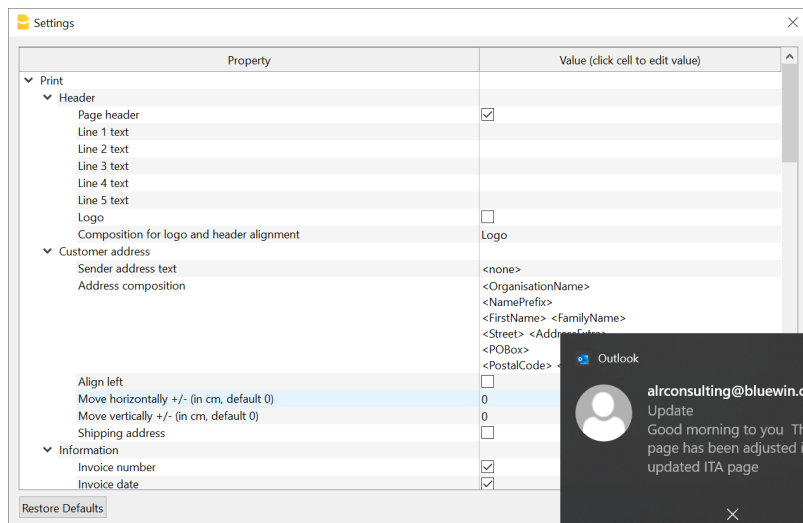 Settings
Property Value (click cell to edit value)
Print
Header
Page header
Line 1 text
Line 2 text
Line 3 text
Line 4 text
Line 5 text
Logo
Composition for logo and header alignment Logo
Customer address
Sender address text <none>
Address composition <OrganisationName>
<NamePrefix>
<FirstName> <FamilyName>
<Street> <AddressExtra>
<POBox>
<PostalCode> <
Align left
Move horizontally +/- (in cm, default 0) 0
Move vertically +/- (in cm, default 0) 0
Shipping address
Information
Invoice number
Invoice date
Restore Defaults
Outlook
alrconsulting@bluewin.c
Update
Good morning to you Th
page has been adjusted i
updated ITA page